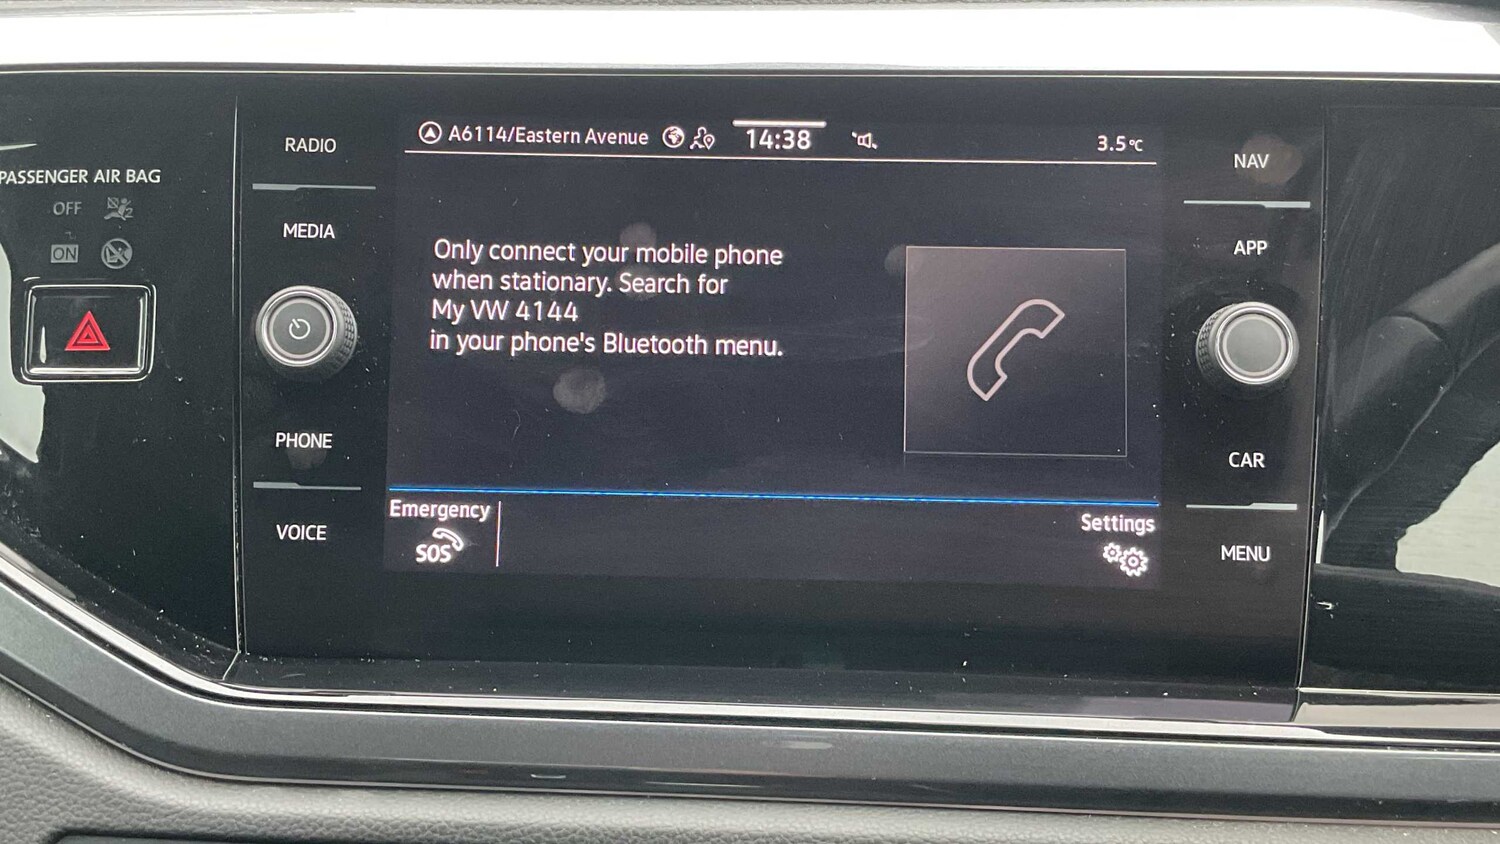 PASSENGER AIR BAG
OFF
ON
RADIO
MEDIA
PHONE
VOICE
A6114/Eastern Avenue
14:38
3.5°C
Only connect your mobile phone
when stationary. Search for
My VW 4144
in your phone's Bluetooth menu.
Emergency
SOS
Settings
NAV
APP
CAR
MENU